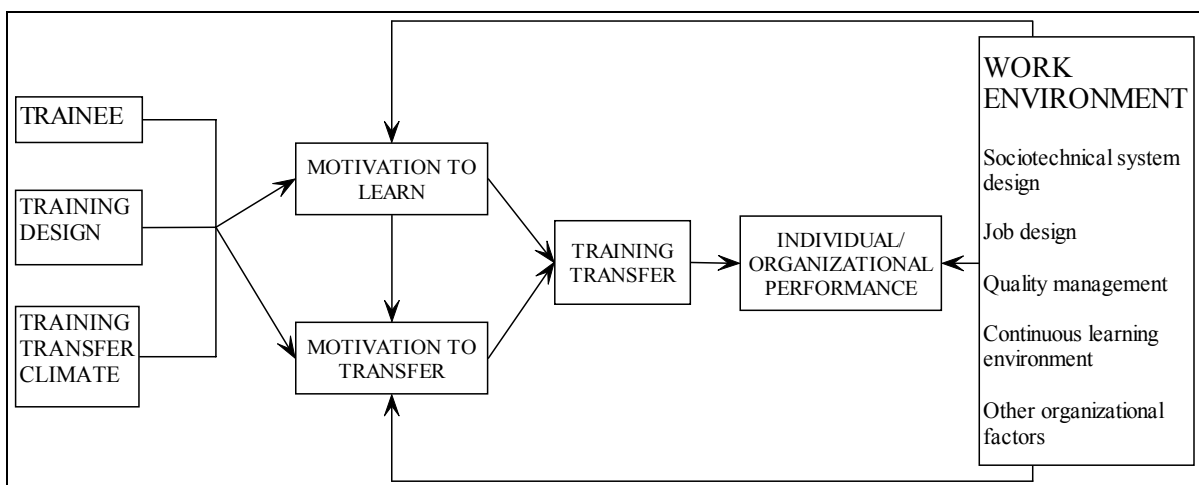 TRAINEE
TRAINING
DESIGN
TRAINING
TRANSFER
CLIMATE
MOTIVATION TO
LEARN
MOTIVATION TO
TRANSFER
TRAINING
TRANSFER
INDIVIDUAL/
ORGANIZATIONAL
PERFORMANCE
WORK
ENVIRONMENT
Sociotechnical system
design
Job design
Quality management
Continuous learning
environment
Other organizational
factors